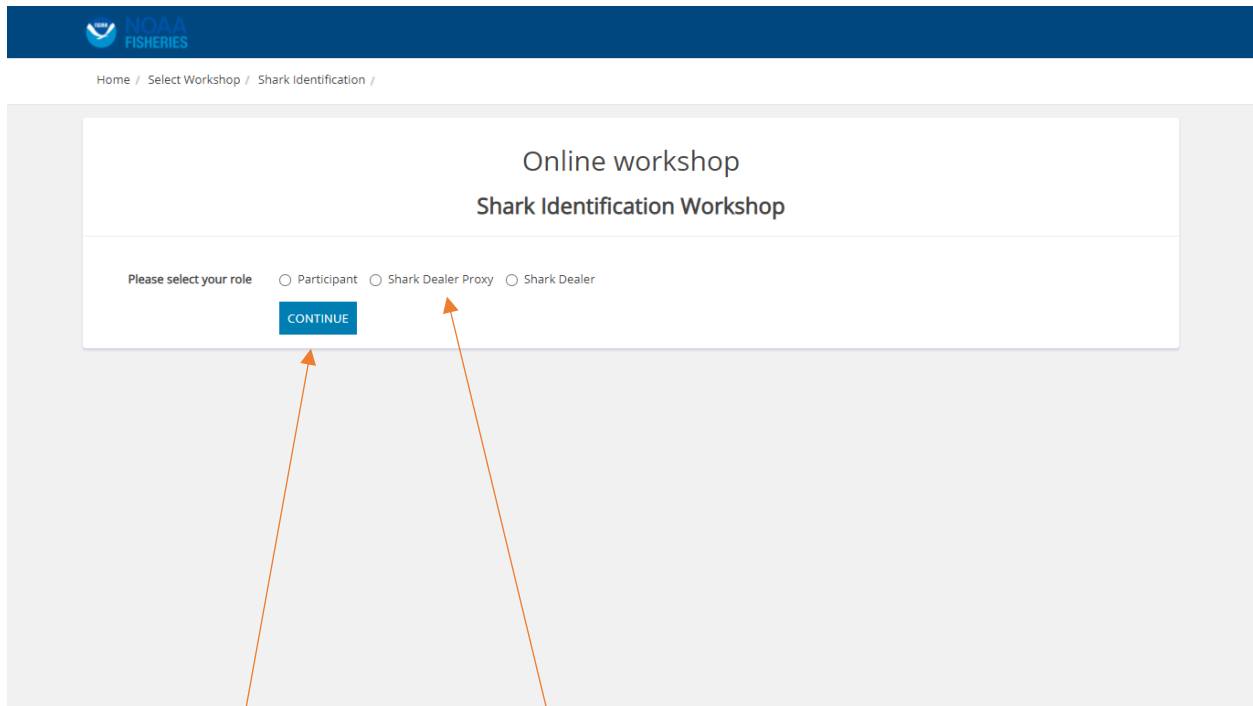 NOAA
NOAA
FISHERIES
Home / Select Workshop / Shark Identification /
Online workshop
Shark Identification Workshop
Please select your role Participant Shark Dealer Proxy Shark Dealer
CONTINUE